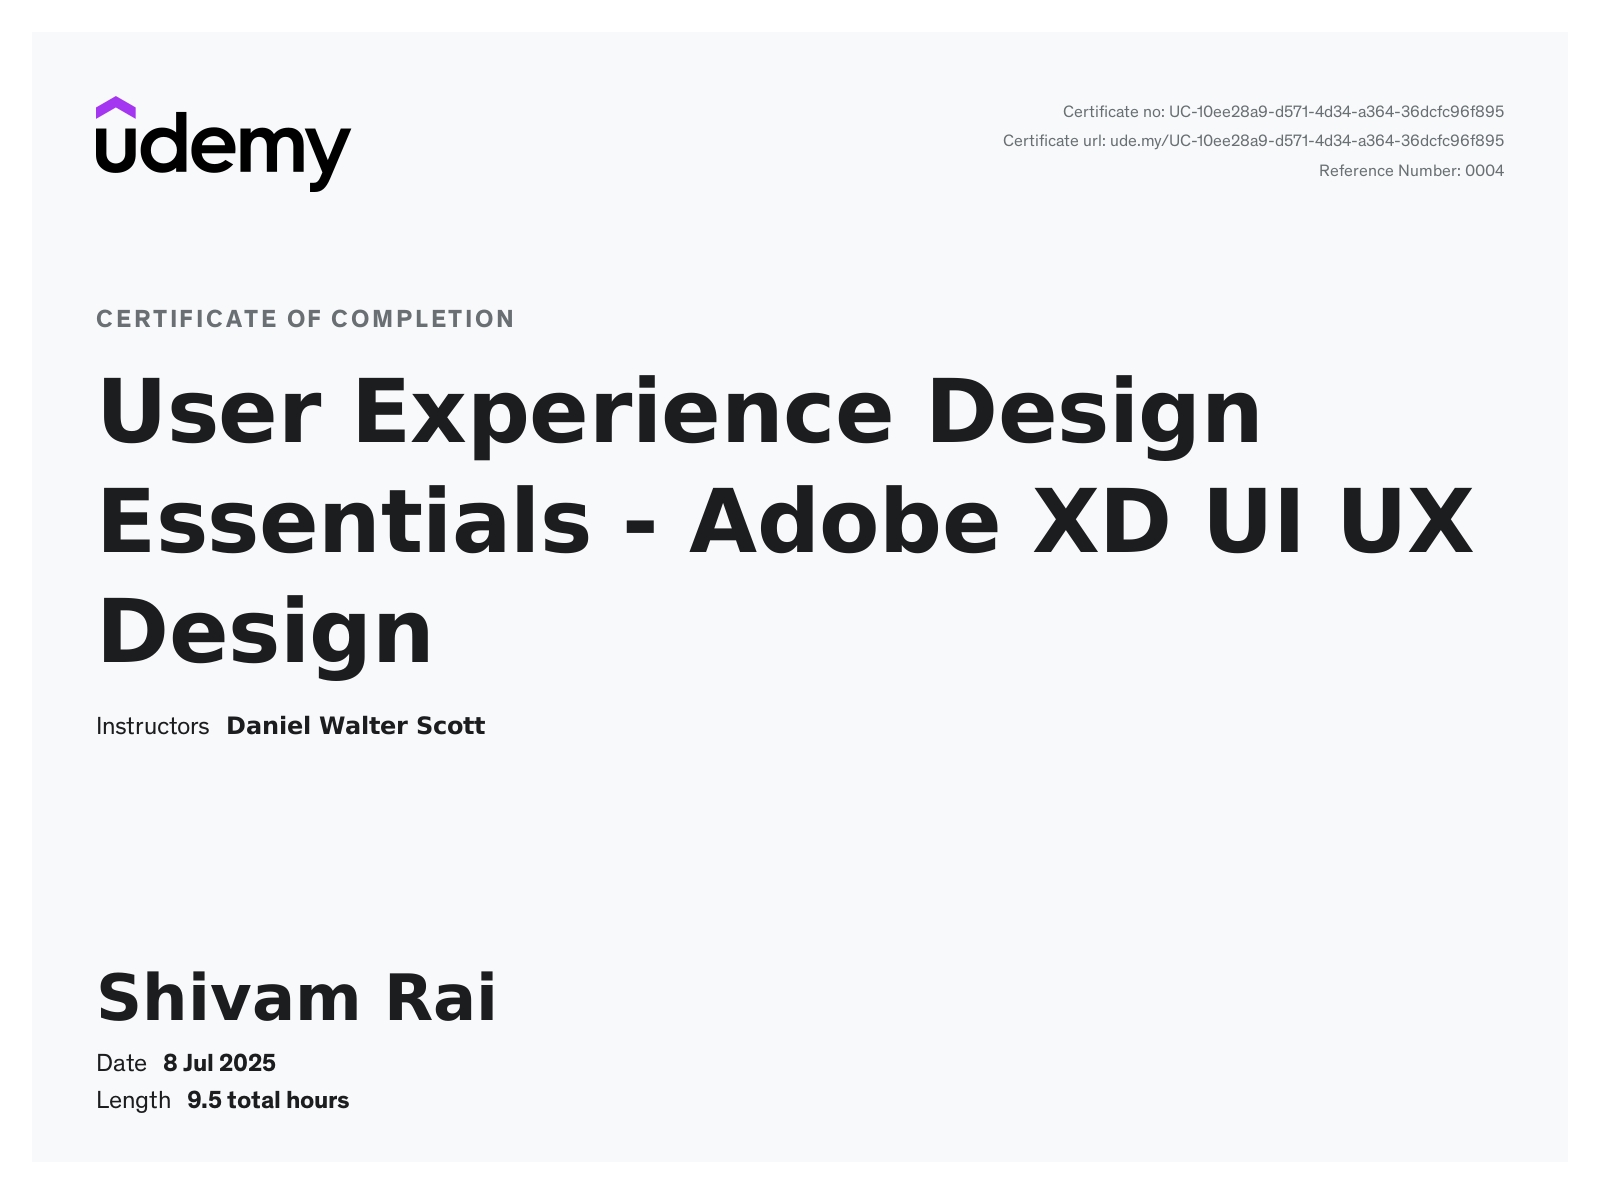 udemy
Certificate no: UC-10ee28a9-d571-4d34-a364-36dcfc96f895
Certificate url: ude.my/UC-10ee28a9-d571-4d34-a364-36dcfc96f895
Reference Number: 0004
CERTIFICATE OF COMPLETION
User Experience Design
Essentials - Adobe XD UI UX
Design
Instructors Daniel Walter Scott
Shivam Rai
Date 8 Jul 2025
Length 9.5 total hours